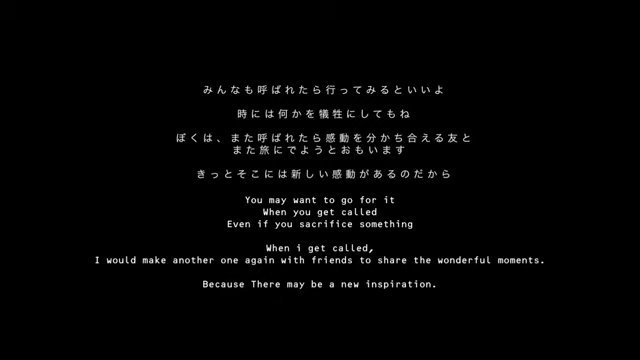 みんなも呼ばれたら行ってみるといいよ
時には何かを犠牲にしてもね
ぼくは、また呼ばれたら感動を分かち合える友と
また旅にでようとおもいます
きっとそこには新しい感動があるのだから
You may want to go for it
When you get called
Even if you sacrifice something
When i get called,
I would make another one again with friends to share the wonderful moments.
Because There may be a new inspiration.